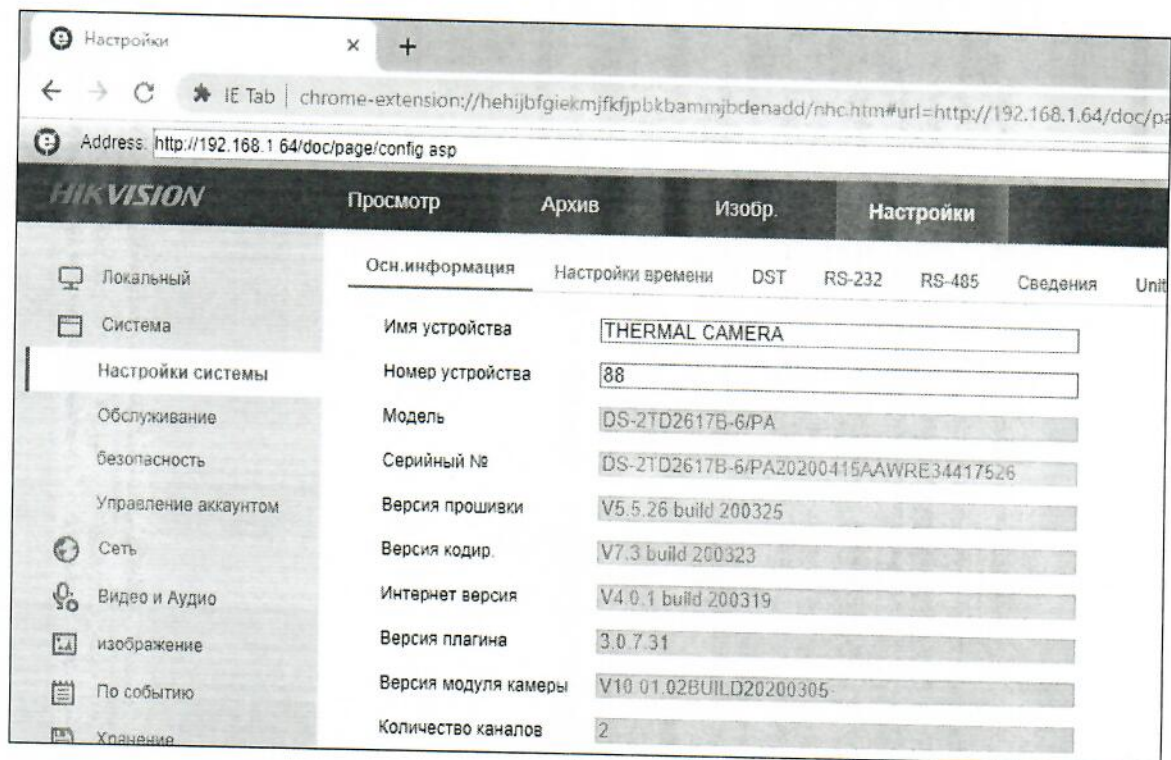 Настройки × +
IE Tab | chrome-extension://hehijbfgiekmjfkfjpbkbammjbdenadd/nhc.htm#url=http://192.168.1.64/doc/pa
Address: http://192.168.1 64/doc/page/config asp
HIKVISION Просмотр Архив Изобр. Настройки
Осн.информация Настройки времени DST RS-232 RS-485 Сведения Unit
Локальный
Система
Настройки системы
Обслуживание
безопасность
Управление аккаунтом
Сеть
Видео и Аудио
изображение
По событию
Хранение
Имя устройства THERMAL CAMERA
Номер устройства 88
Модель DS-2TD2617B-6/PA
Серийный № DS-2TD2617B-6/PA20200415AAWRE34417526
Версия прошивки V5.5.26 build 200325
Версия кодир. V7.3 build 200323
Интернет версия V4.0.1 build 200319
Версия плагина 3.0.7.31
Версия модуля камеры V10 01.02BUILD20200305
Количество каналов 2